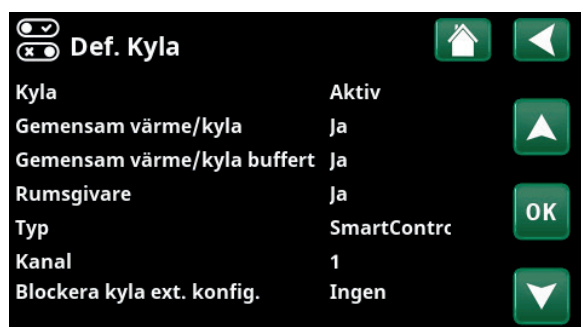 Def. Kyla
Kyla Aktiv
Gemensam värme/kyla Ja
Gemensam värme/kyla buffert Ja
Rumsgivare Ja
Typ SmartContrc
OK
Kanal 1
Blockera kyla ext. konfig. Ingen